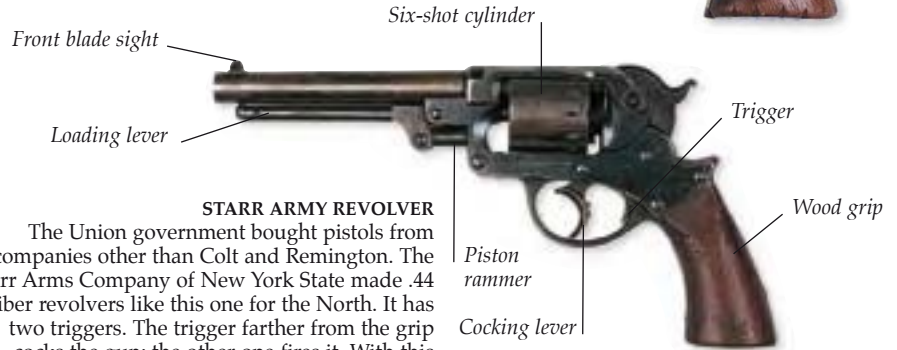 Six-shot cylinder
Front blade sight
Trigger
Loading lever
Wood grip
STARR ARMY REVOLVER
The Union government bought pistols from
companies other than Colt and Remington. The
Arms Company of New York State made .44
revolvers like this one for the North. It has
two triggers. The trigger farther from the grip
cocks the gun; the other one fires it. With this
Piston
rammer
Cocking lever